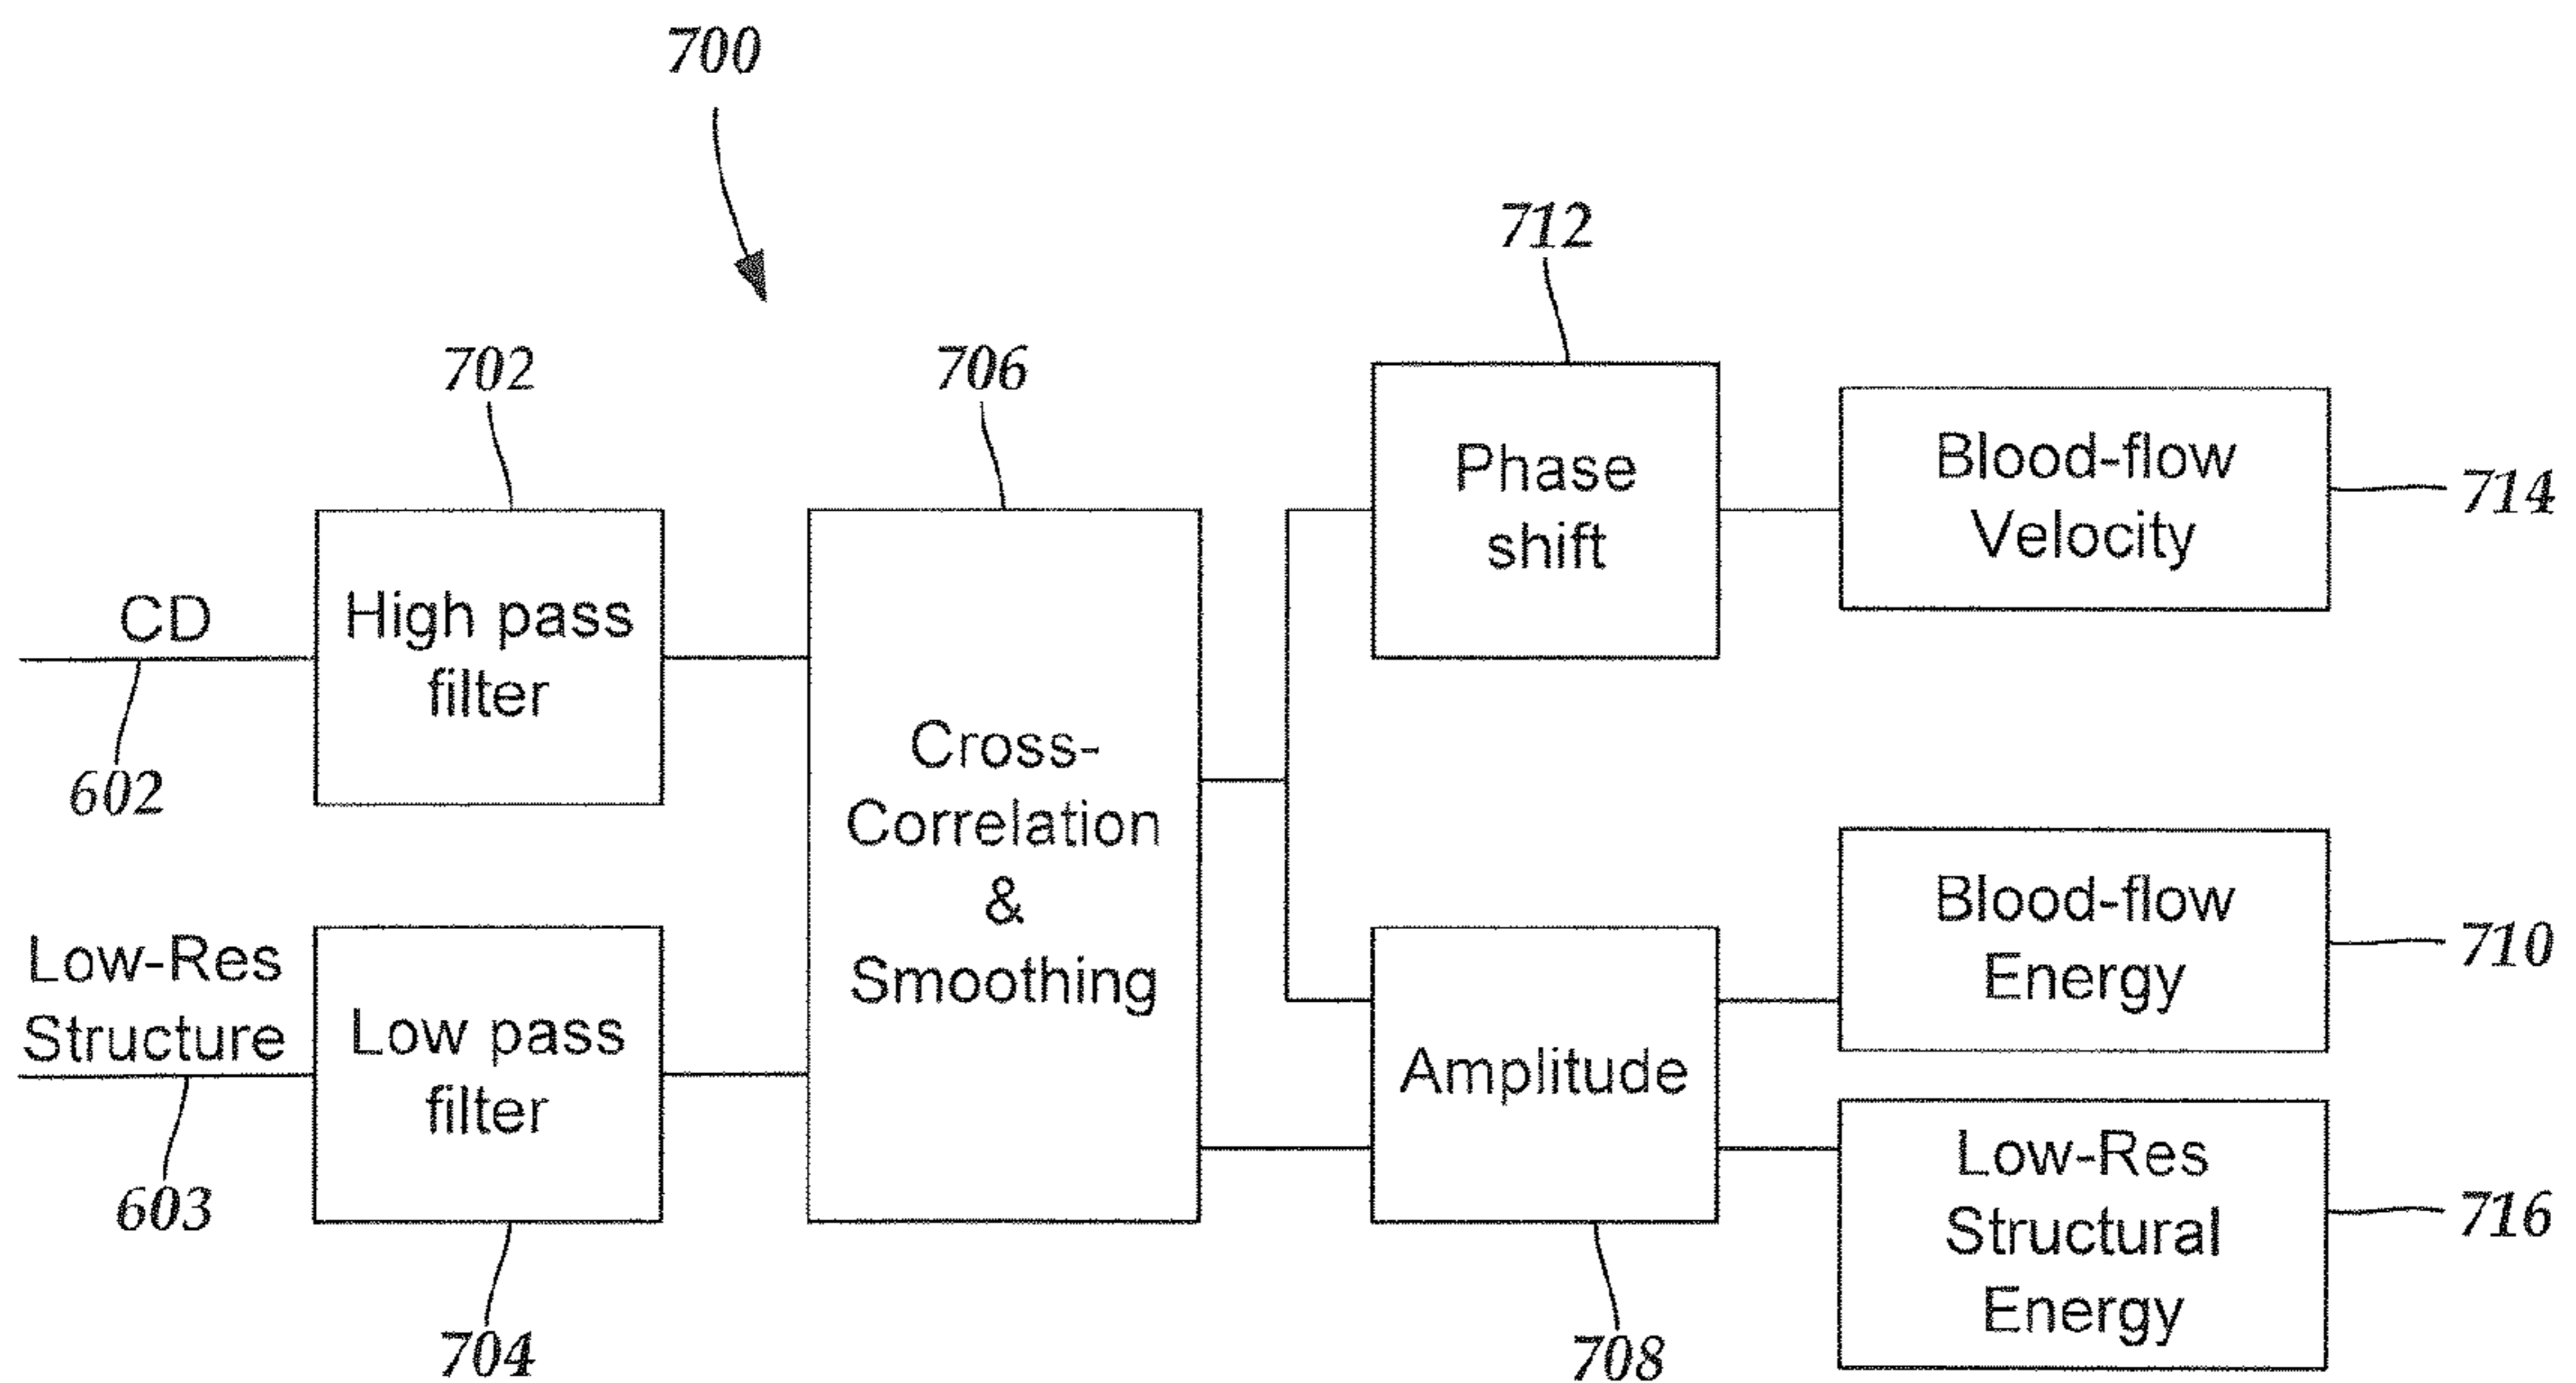 700
712
702
706
Phase
shift
Blood-flow
Velocity
714
CD
High pass
filter
602
Cross-
Correlation
&
Smoothing
Low-Res
Structure
Low pass
filter
603
704
Amplitude
708
Blood-flow
Energy
710
Low-Res
Structural
Energy
716